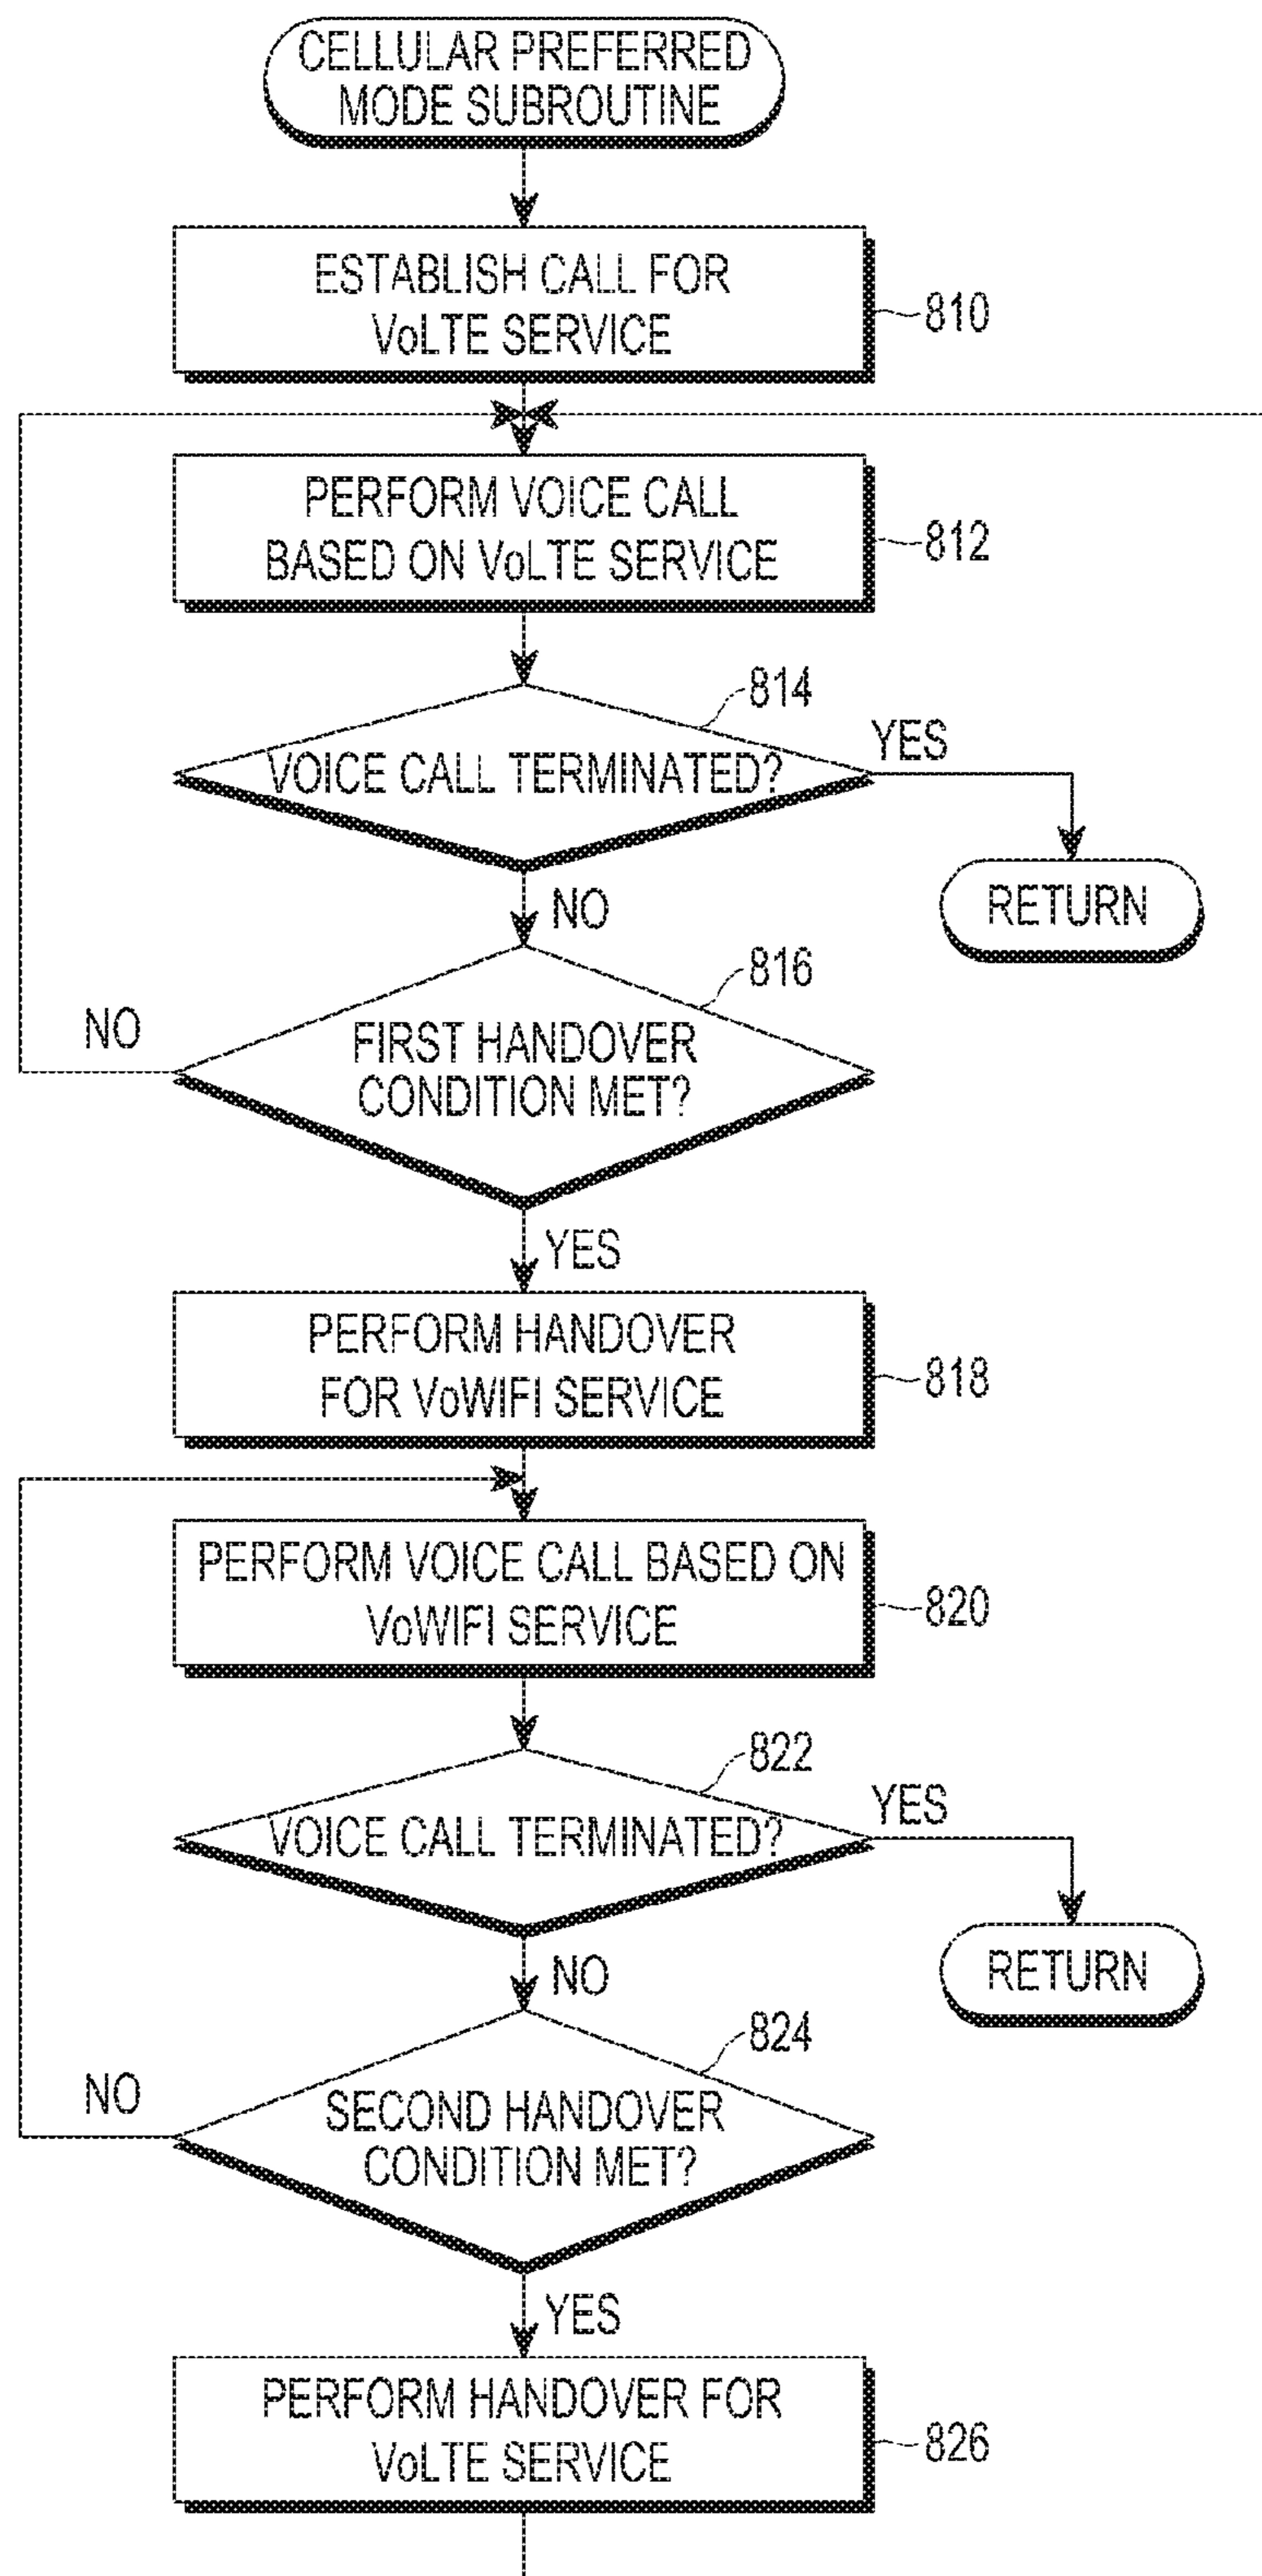 CELLULAR PREFERRED
MODE SUBROUTINE
ESTABLISH CALL FOR
VoLTE SERVICE
810
PERFORM VOICE CALL
BASED ON VoLTE SERVICE
812
814
VOICE CALL TERMINATED?
YES
NO
RETURN
816
FIRST HANDOVER
CONDITION MET?
NO
YES
PERFORM HANDOVER
FOR VoWIFI SERVICE
818
PERFORM VOICE CALL BASED ON
VoWIFI SERVICE
820
822
VOICE CALL TERMINATED?
YES
NO
RETURN
824
SECOND HANDOVER
CONDITION MET?
NO
YES
PERFORM HANDOVER FOR
VoLTE SERVICE
826